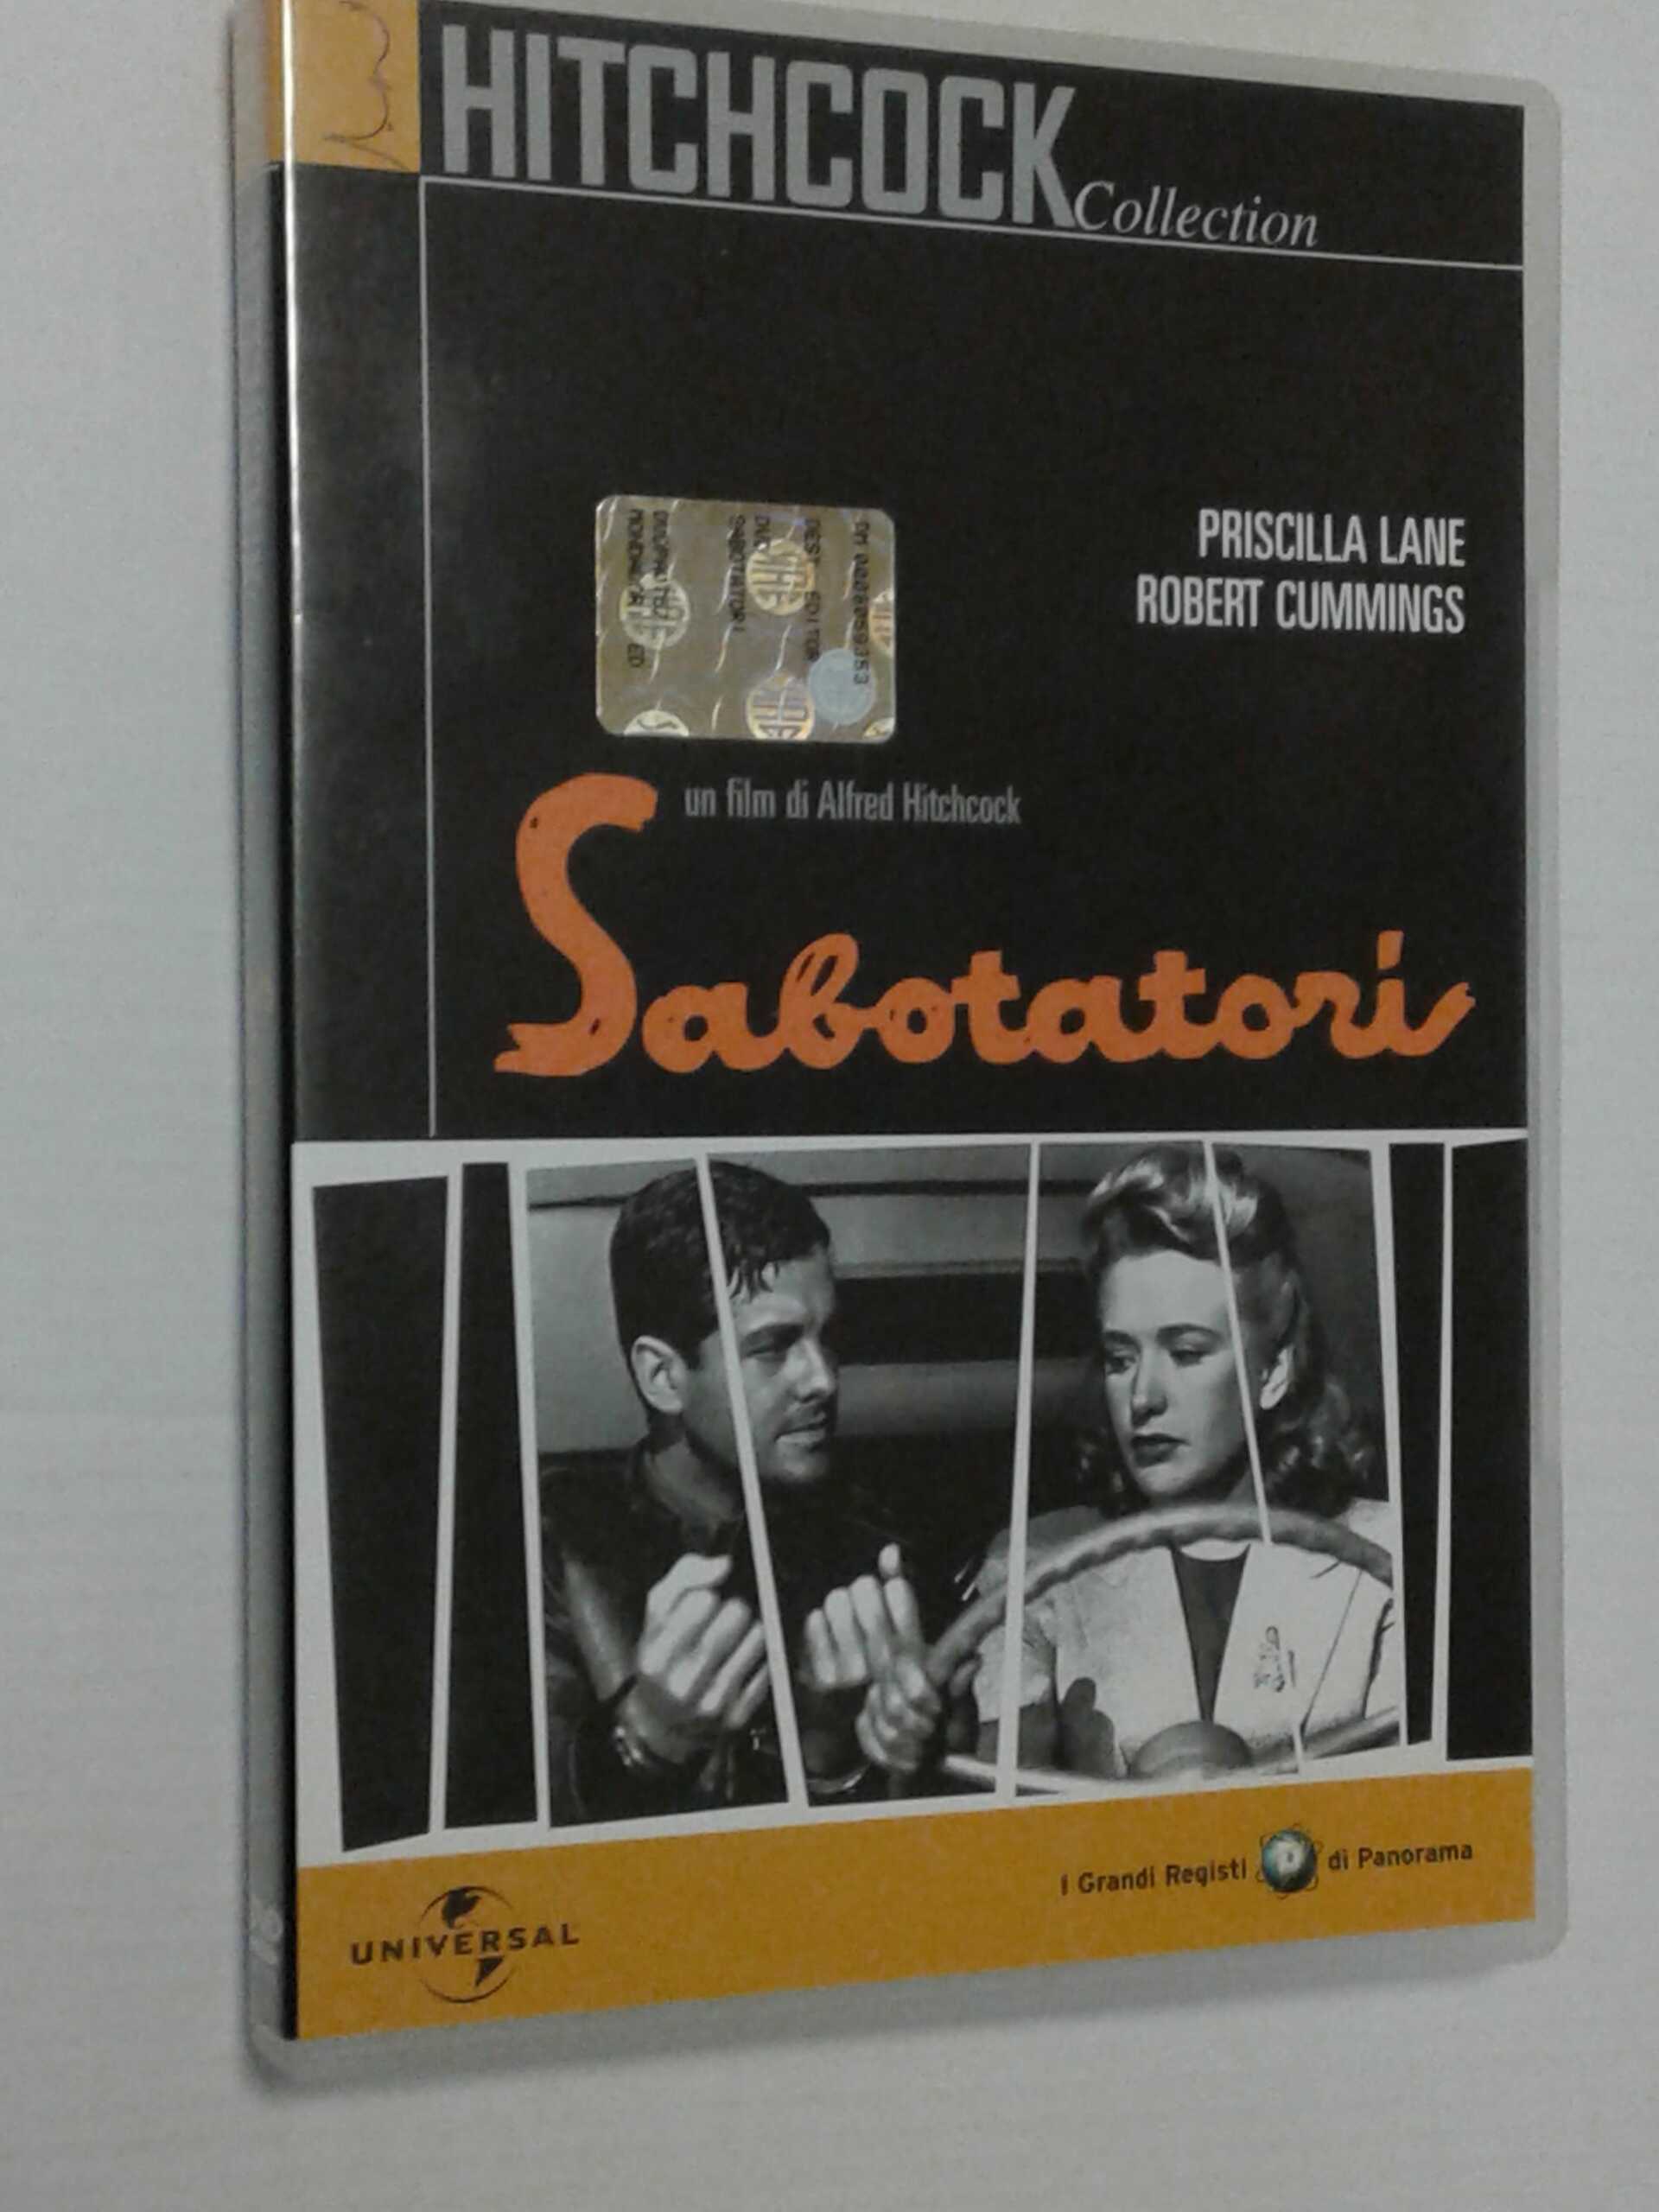 HITCHCOCK
Collection
PRISCILLA LANE
ROBERT CUMMINGS
un film di Alfred Hitchcock
Sabotatori
I Grandi Registi di Panorama
UNIVERSAL